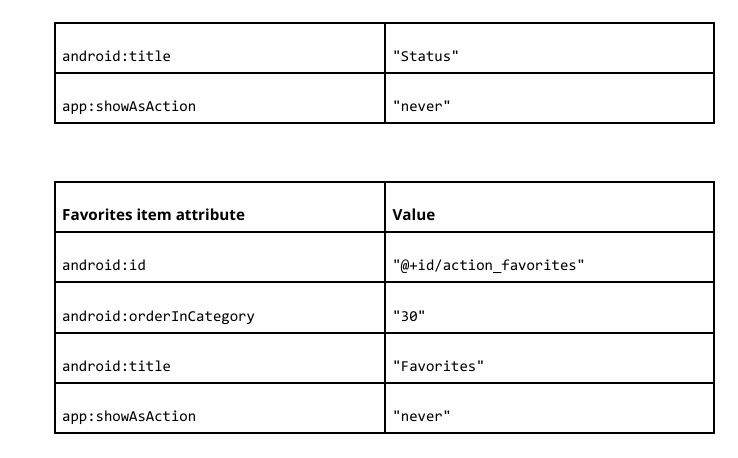 android:title "Status"
app:showAsAction "never"
Favorites item attribute Value
android:id "@+id/action_favorites"
android:orderInCategory "30"
android:title "Favorites"
app:showAsAction "never"